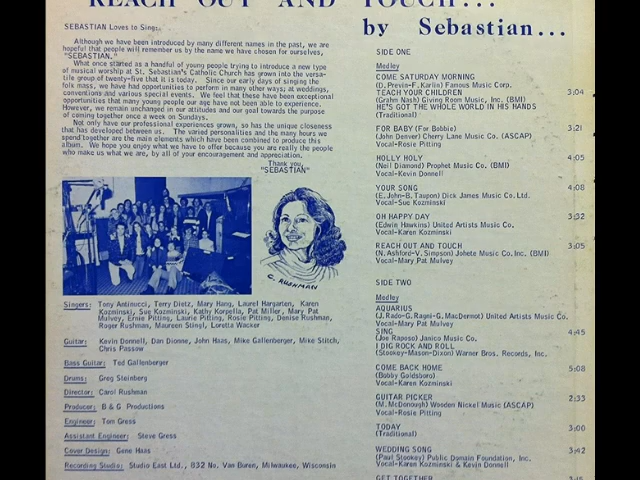 REACH OUT AND TOUCH...
by Sebastian...
SEBASTIAN Loves to Sing:
Although we have been introduced by many different names in the past, we are
hopeful that people will remember us by the name we have chosen for ourselves,
"SEBASTIAN."
What once started as a handful of young people trying to introduce a new type
of musical worship at St. Sebastian's Catholic Church has grown into the versa-
tile group of twenty-five that it is today. Since our early days of singing the
folk mass, we have had opportunities to perform in many other ways; at weddings,
conventions and various special events. We feel that these have been exceptional
opportunities that many young people our age have not been able to experience.
However, we remain unchanged in our attitudes and our goal towards the purpose
of coming together once a week on Sundays.
Not only have our professional experiences grown, so has the unique closeness
that has developed between us. The varied personalities and the many hours we
spend together are the main elements which have been combined to produce this
album. We hope you enjoy what we have to offer because you are really the people
who make us what we are, by all of your encouragement and appreciation.
Thank you,
"SEBASTIAN"
C. RUSHMAN
Singers: Tony Antinucci, Terry Dietz, Mary Hang, Laurel Hargarten, Karen
Kozminski, Sue Kozminski, Kathy Korpella, Pat Miller, Mary Pat
Mulvey, Ernie Pitting, Laurie Pitting, Rosie Pitting, Denise Rushman,
Roger Rushman, Maureen Stingl, Loretta Wacker
Guitar: Kevin Donnell, Dan Dionne, John Haas, Mike Gallenberger, Mike Stitch,
Chris Passow
Bass Guitar: Ted Gallenberger
Drums: Greg Steinberg
Director: Carol Rushman
Producer: B & G Productions
Engineer: Tom Gress
Assistant Engineer: Steve Gress
Cover Design: Gene Haas
Recording Studio: Studio East Ltd., 832 No. Van Buren, Milwaukee, Wisconsin
SIDE ONE
Medley
COME SATURDAY MORNING
(D. Previn-F. Karlin) Famous Music Corp.
TEACH YOUR CHILDREN 3:04
(Grahn Nash) Giving Room Music, Inc. (BMI)
HE'S GOT THE WHOLE WORLD IN HIS HANDS
(Traditional)
FOR BABY (For Bobbie) 3:21
(John Denver) Cherry Lane Music Co. (ASCAP)
Vocal-Rosie Pitting
HOLLY HOLY 4:05
(Neil Diamond) Prophet Music Co. (BMI)
Vocal-Kevin Donnell
YOUR SONG 4:08
(E. John-B. Taupon) Dick James Music Co. Ltd.
Vocal-Sue Kozminski
OH HAPPY DAY 3:32
(Edwin Hawkins) United Artists Music Co.
Vocal-Karen Kozminski
REACH OUT AND TOUCH 3:05
(N. Ashford-V. Simpson) Johete Music Co. Inc. (BMI)
Vocal-Mary Pat Mulvey
SIDE TWO
Medley
AQUARIUS
(J. Rado-G. Ragni-G. MacDermot) United Artists Music Co.
Vocal-Mary Pat Mulvey
SING 4:45
(Joe Raposo) Janico Music Co.
I DIG ROCK AND ROLL
(Stookey-Mason-Dixon) Warner Bros. Records, Inc.
COME BACK HOME 5:08
(Bobby Goldsboro)
Vocal-Karen Kozminski
GUITAR PICKER 2:33
(M. McDonough) Wooden Nickel Music (ASCAP)
Vocal-Rosie Pitting
TODAY 3:00
(Traditional)
WEDDING SONG 3:42
(Paul Stookey) Public Domain Foundation, Inc.
Vocal-Karen Kozminski & Kevin Donnell
GET TOGETHER